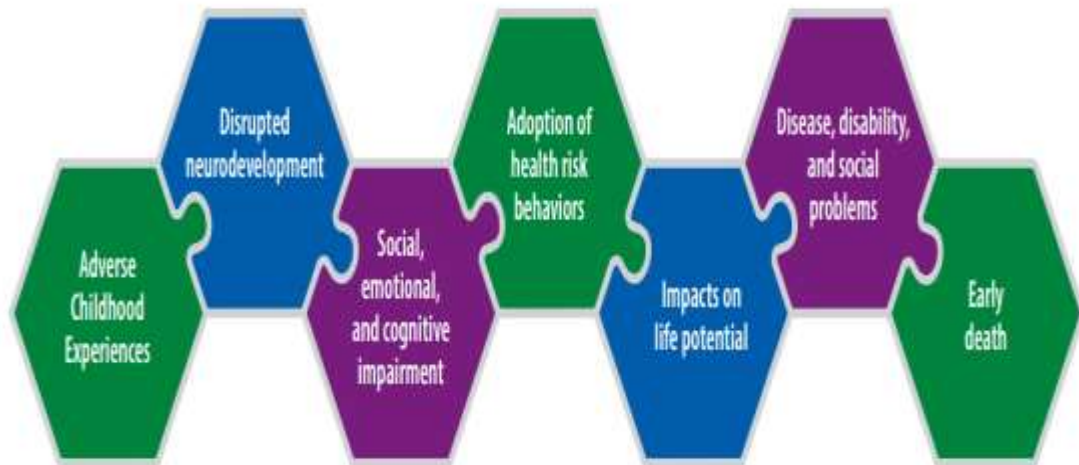 Adverse
Childhood
Experiences
Disrupted
neurodevelopment
Social,
emotional,
and cognitive
impairment
Adoption of
health risk
behaviors
Impacts on
life potential
Disease, disability,
and social
problems
Early
death